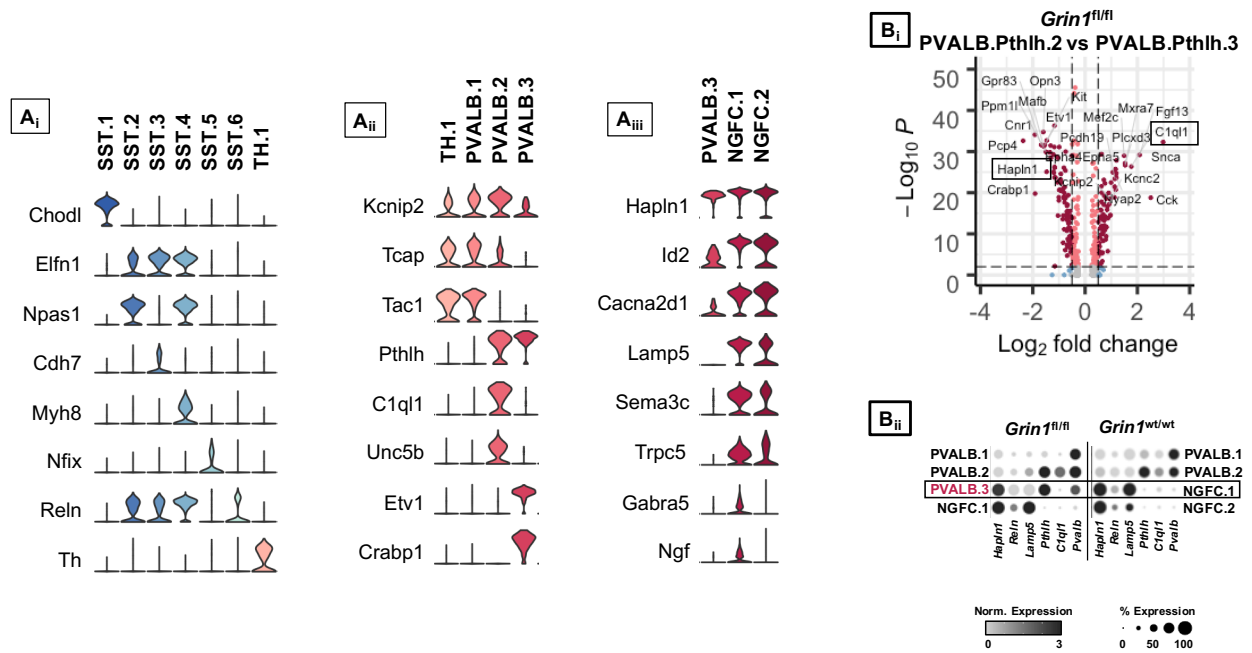 Ai
SST.1
SST.2
SST.3
SST.4
SST.5
SST.6
TH.1
Chodl
Elfn1
Npas1
Cdh7
Myh8
Nfix
Reln
Th
Aii
TH.1
PVALB.1
PVALB.2
PVALB.3
Kcnip2
Tcap
Tac1
Pthlh
C1ql1
Unc5b
Etv1
Crabp1
Aiii
PVALB.3
NGFC.1
NGFC.2
Hapln1
Id2
Cacna2d1
Lamp5
Sema3c
Trpc5
Gabra5
Ngf
Bi
Grin1fl/fl
PVALB.Pthlh.2 vs PVALB.Pthlh.3
− Log10 P
50
40
30
20
10
0
Gpr83
Opn3
Ppm1l
Mafb
Kit
Mxra7
Fgf13
Cnr1
Etv1
Mef2c
C1ql1
Pcp4
Pcdh19
Plcxd3
Hapln1
Epha4
Epha5
Snca
Crabp1
Kcnip2
Kcnc2
Cck
-4
-2
0
2
4
Log2 fold change
Bii
Grin1fl/fl
Grin1wt/wt
PVALB.1
PVALB.1
PVALB.2
PVALB.2
PVALB.3
NGFC.1
NGFC.1
NGFC.2
Hapln1
Reln
Lamp5
Pthlh
C1ql1
Pvalb
Hapln1
Reln
Lamp5
Pthlh
C1ql1
Pvalb
Norm. Expression
0 3
% Expression
0 50 100